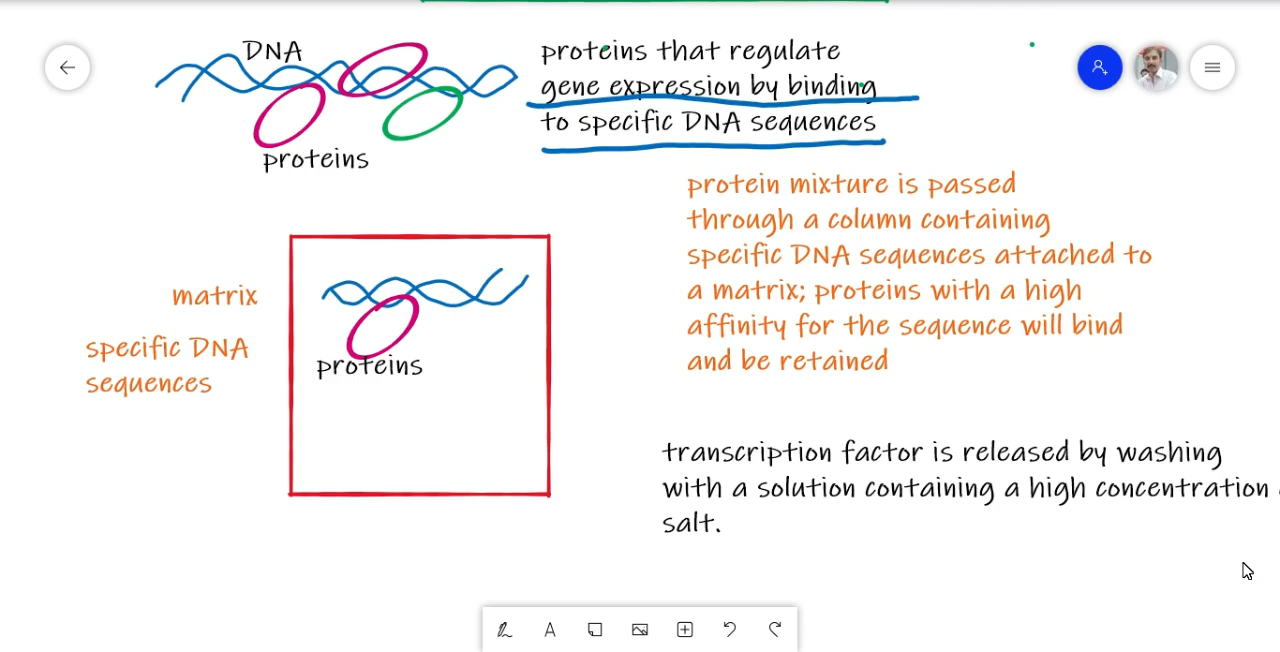 DNA
proteins
proteins that regulate
gene expression by binding
to specific DNA sequences
protein mixture is passed
through a column containing
specific DNA sequences attached to
a matrix; proteins with a high
affinity for the sequence will bind
and be retained
matrix
specific DNA
sequences
proteins
transcription factor is released by washing
with a solution containing a high concentration
salt.
A